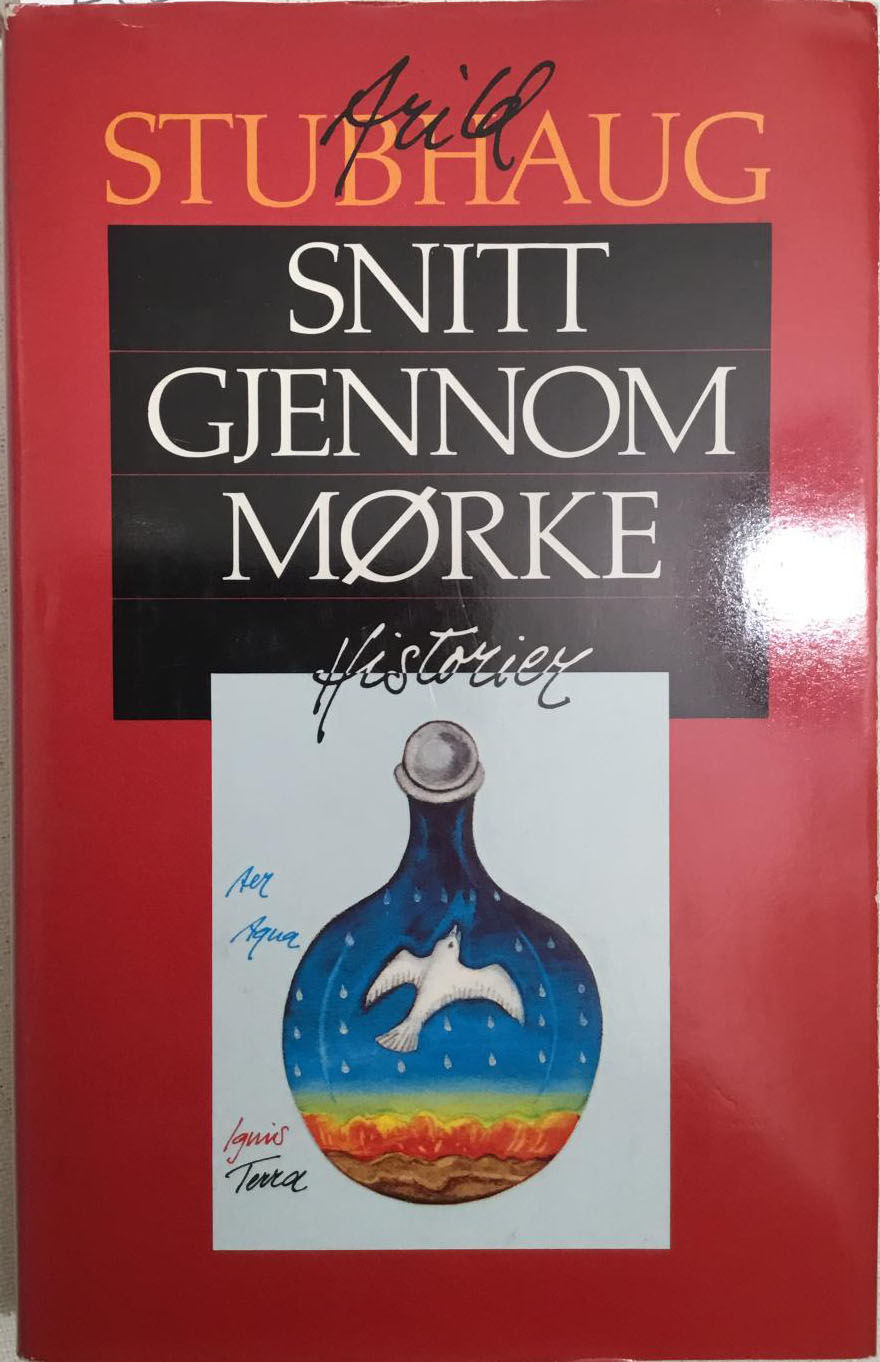 Arild
STUBHAUG
SNITT
GJENNOM
MØRKE
Historier
Aer
Aqua
Ignis
Terra